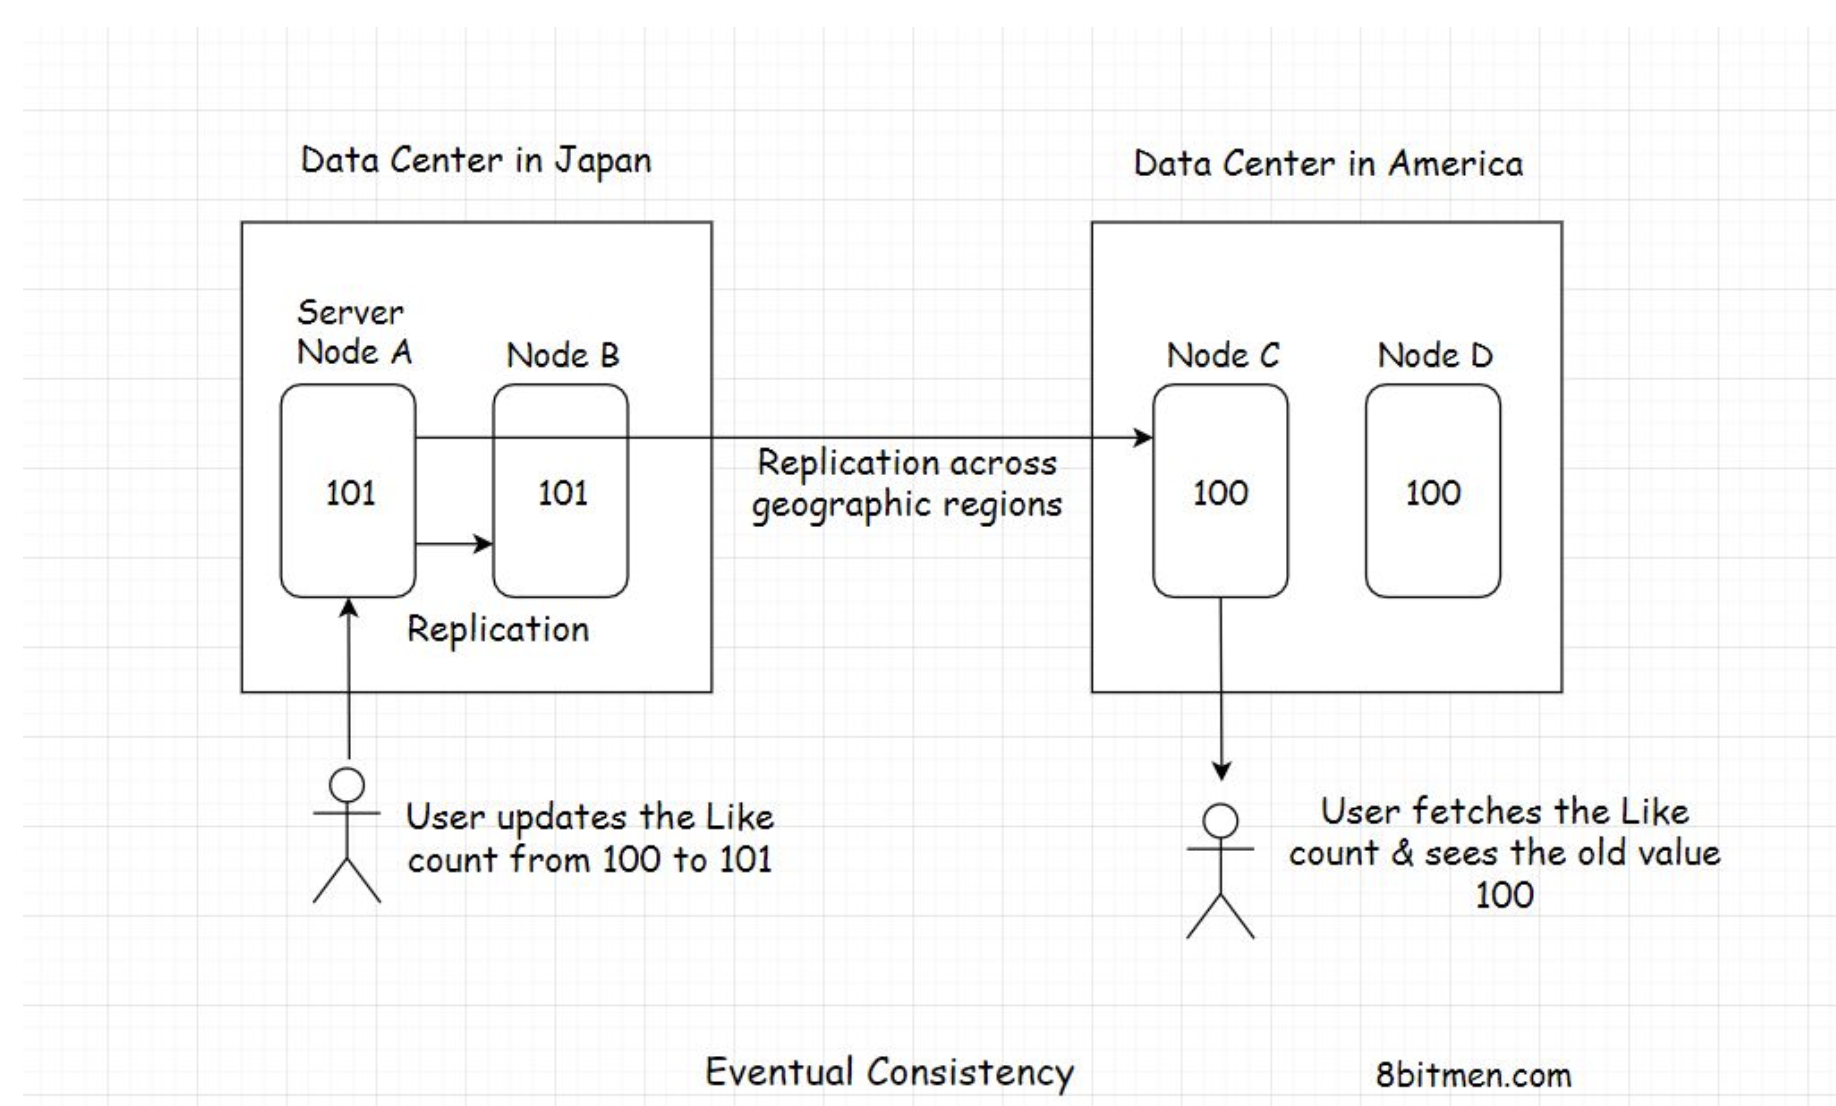 Data Center in Japan
Data Center in America
Server
Node A
Node B
Node C
Node D
101
101
100
100
Replication across
geographic regions
Replication
User updates the Like
count from 100 to 101
User fetches the Like
count & sees the old value
100
Eventual Consistency
8bitmen.com